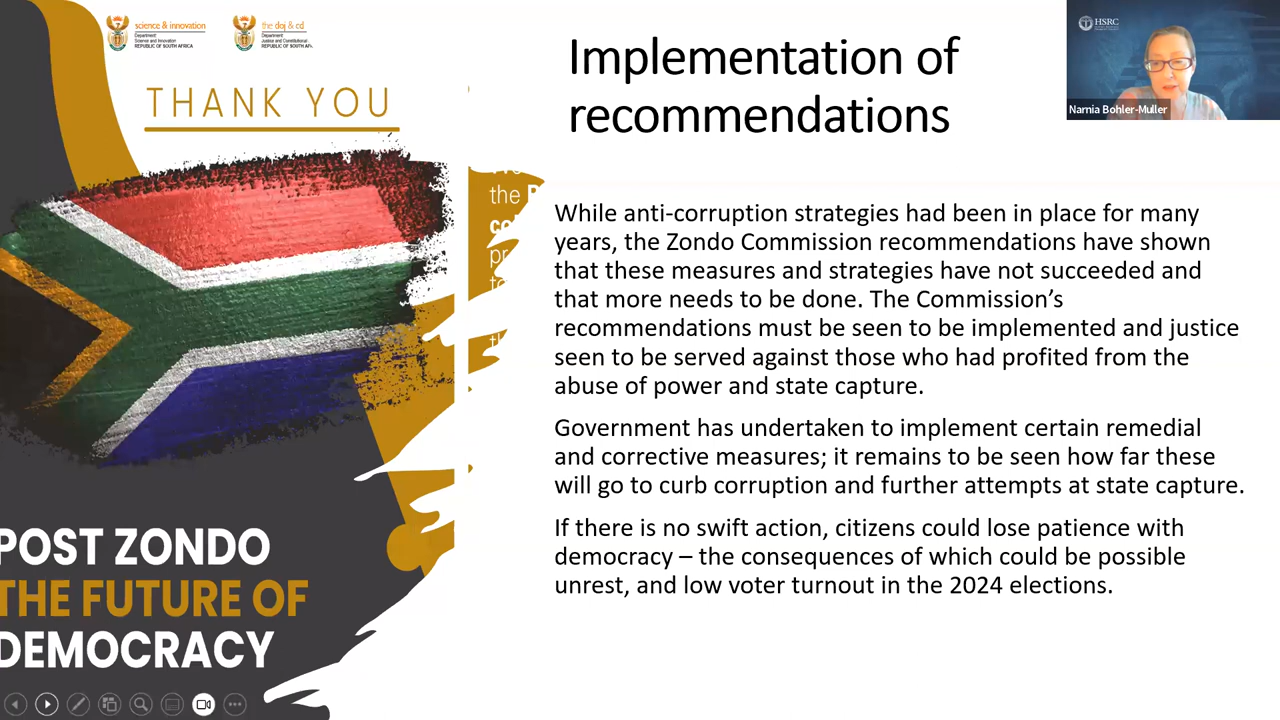 science & innovation
Department:
Science and Innovation
REPUBLIC OF SOUTH AFRICA
the doj & cd
Department:
Justice and Constitutional
REPUBLIC OF SOUTH
THANK YOU
Implementation of
recommendations
HSRC
Narnia Bohler-Muller
the
While anti-corruption strategies had been in place for many
years, the Zondo Commission recommendations have shown
that these measures and strategies have not succeeded and
that more needs to be done. The Commission’s
recommendations must be seen to be implemented and justice
seen to be served against those who had profited from the
abuse of power and state capture.
Government has undertaken to implement certain remedial
and corrective measures; it remains to be seen how far these
will go to curb corruption and further attempts at state capture.
If there is no swift action, citizens could lose patience with
democracy – the consequences of which could be possible
unrest, and low voter turnout in the 2024 elections.
POST ZONDO
THE FUTURE OF
DEMOCRACY